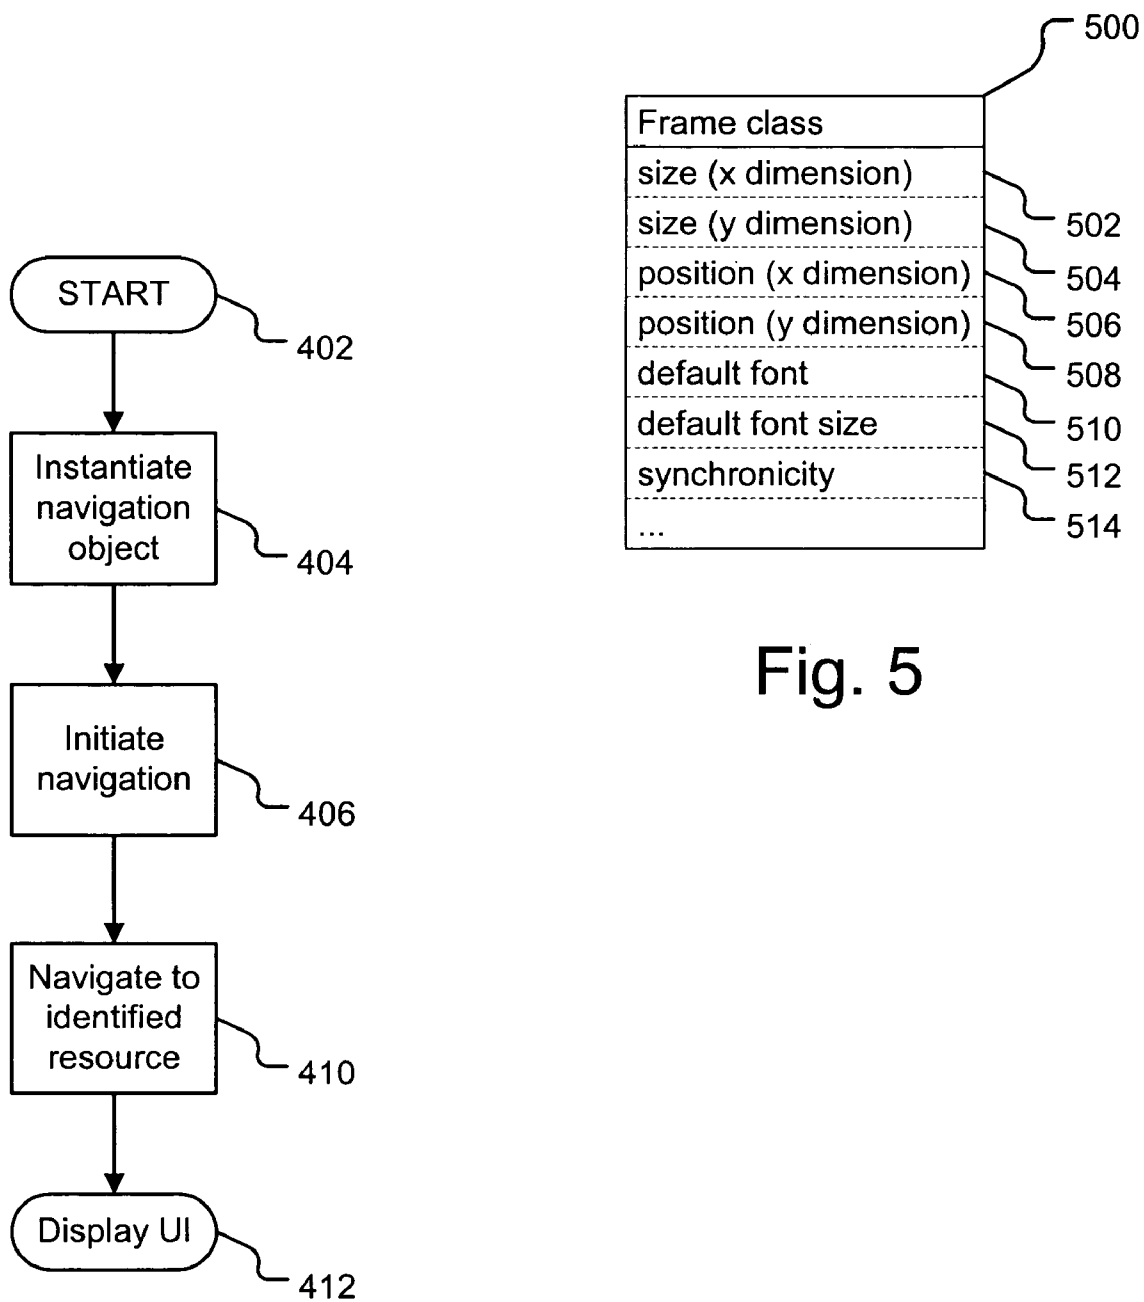 START
402
Instantiate
navigation
object
404
Initiate
navigation
406
Navigate to
identified
resource
410
Display UI
412
500
Frame class
size (x dimension)
502
size (y dimension)
504
position (x dimension)
506
position (y dimension)
508
default font
510
default font size
512
synchronicity
514
...
Fig. 5